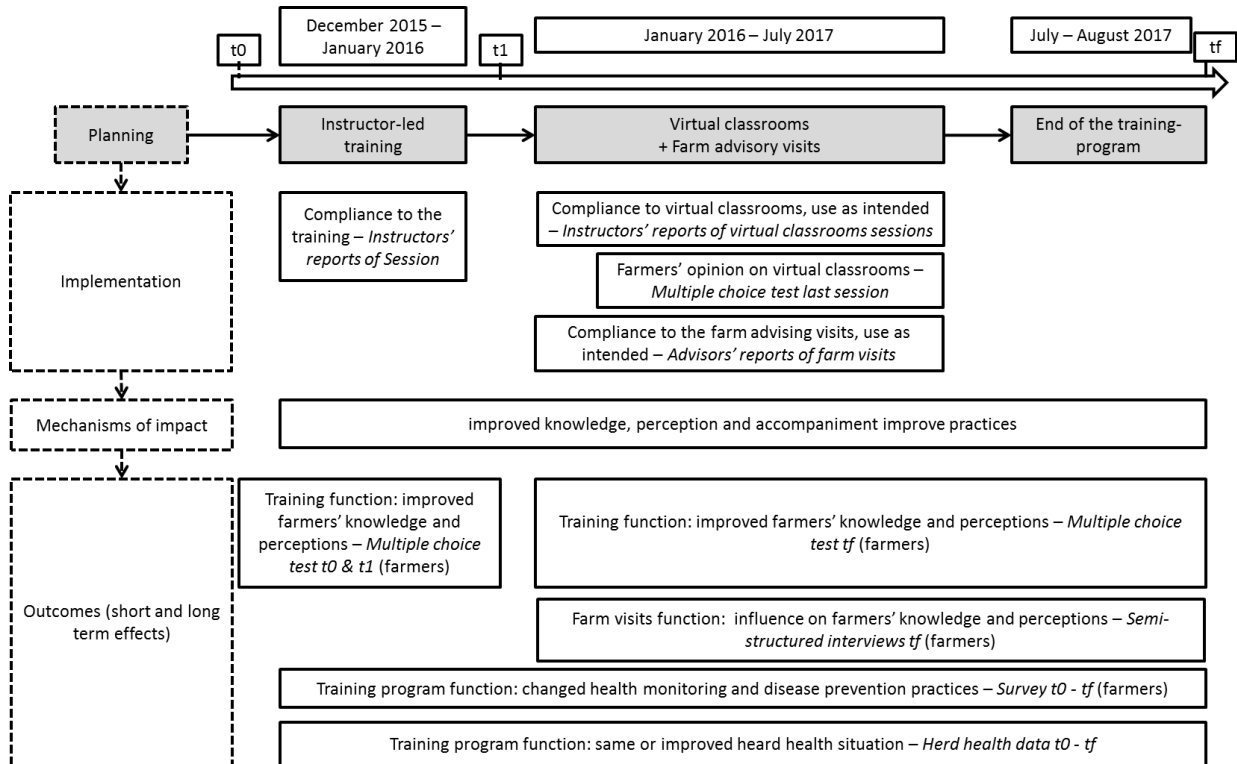 December 2015 –
January 2016
January 2016 – July 2017
July – August 2017
t0
t1
tf
Planning
Instructor-led
training
Virtual classrooms
+ Farm advisory visits
End of the training-
program
Implementation
Compliance to the
training – Instructors’
reports of Session
Compliance to virtual classrooms, use as intended
– Instructors’ reports of virtual classrooms sessions
Farmers’ opinion on virtual classrooms –
Multiple choice test last session
Compliance to the farm advising visits, use as
intended – Advisors’ reports of farm visits
Mechanisms of impact
improved knowledge, perception and accompaniment improve practices
Outcomes (short and long
term effects)
Training function: improved
farmers’ knowledge and
perceptions – Multiple choice
test t0 & t1 (farmers)
Training function: improved farmers’ knowledge and perceptions – Multiple choice
test tf (farmers)
Farm visits function:  influence on farmers’ knowledge and perceptions – Semi-
structured interviews tf (farmers)
Training program function: changed health monitoring and disease prevention practices – Survey t0 - tf (farmers)
Training program function: same or improved heard health situation – Herd health data t0 - tf